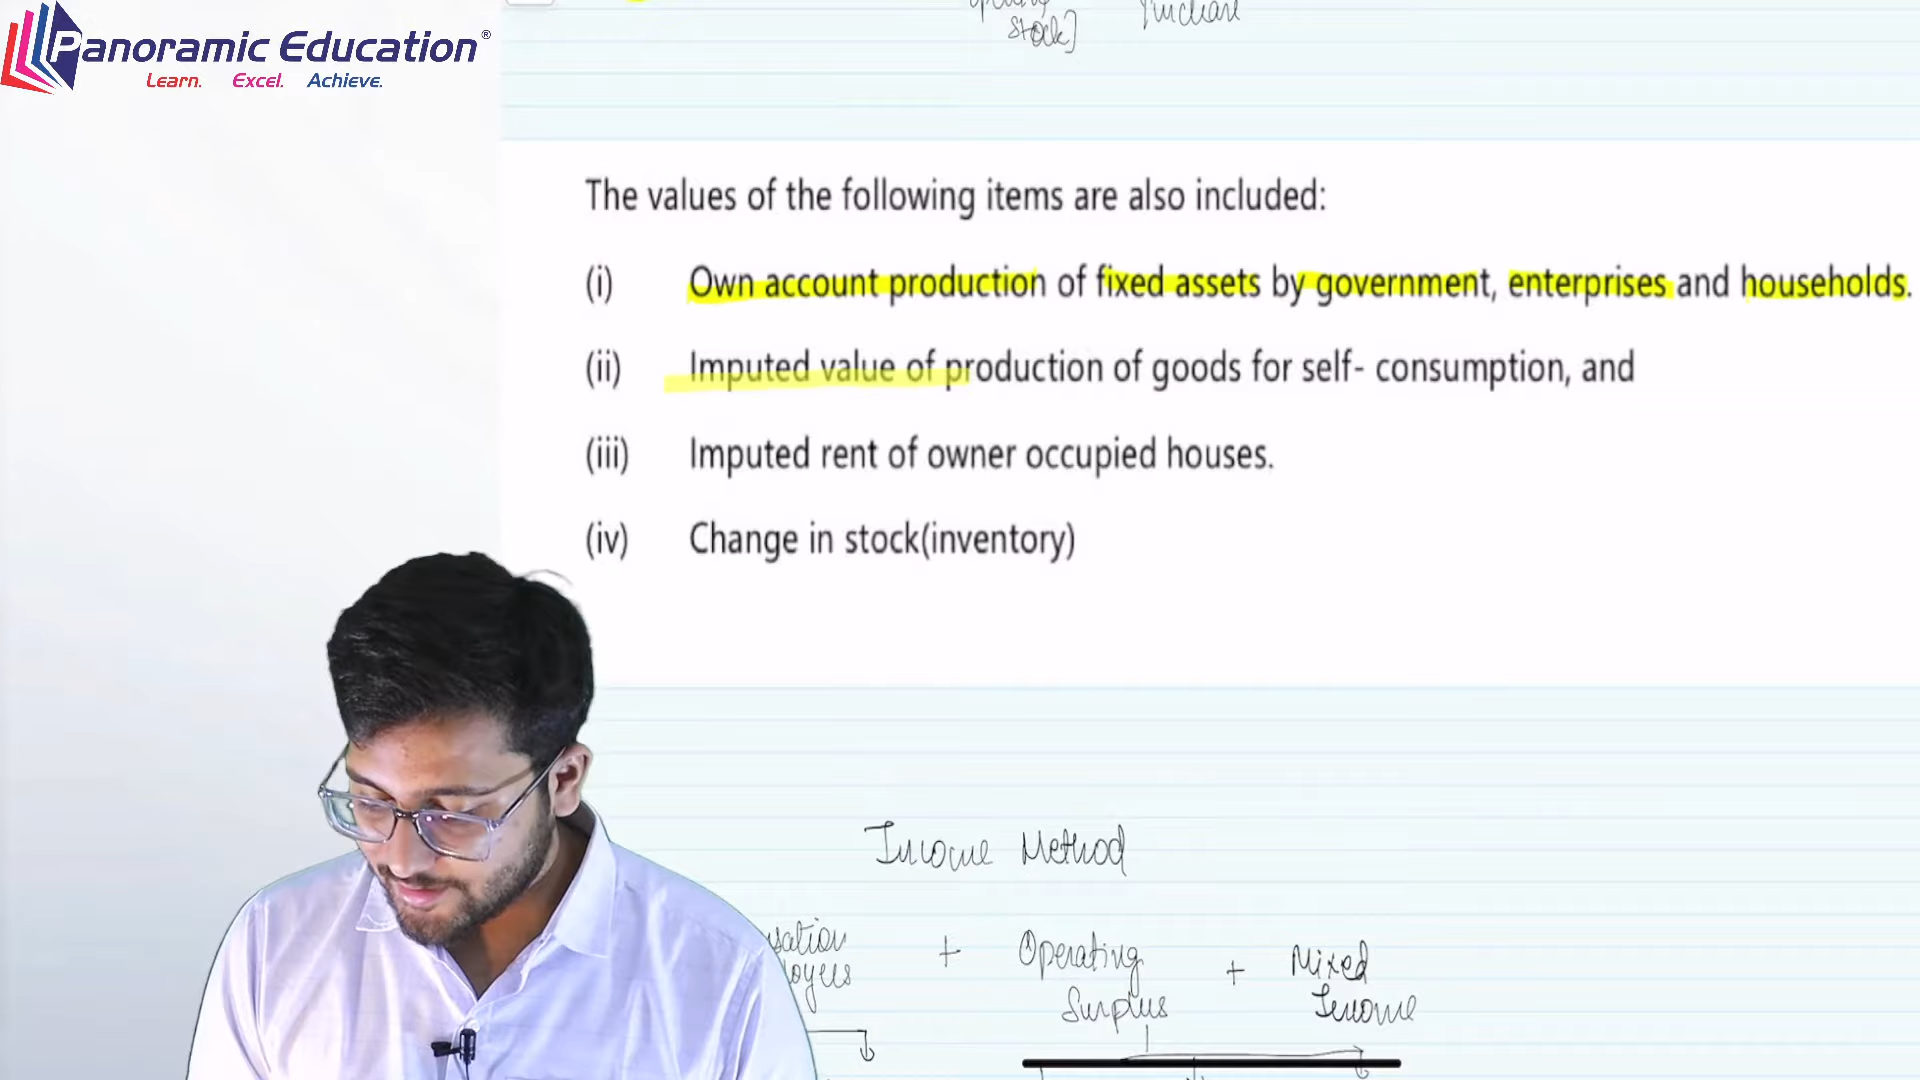 Panoramic Education®
Learn. Excel. Achieve.
stock]
Purchase
The values of the following items are also included:
(i) Own account production of fixed assets by government, enterprises and households.
(ii) Imputed value of production of goods for self- consumption, and
(iii) Imputed rent of owner occupied houses.
(iv) Change in stock(inventory)
Income Method
+ Operating Surplus + Mixed Income